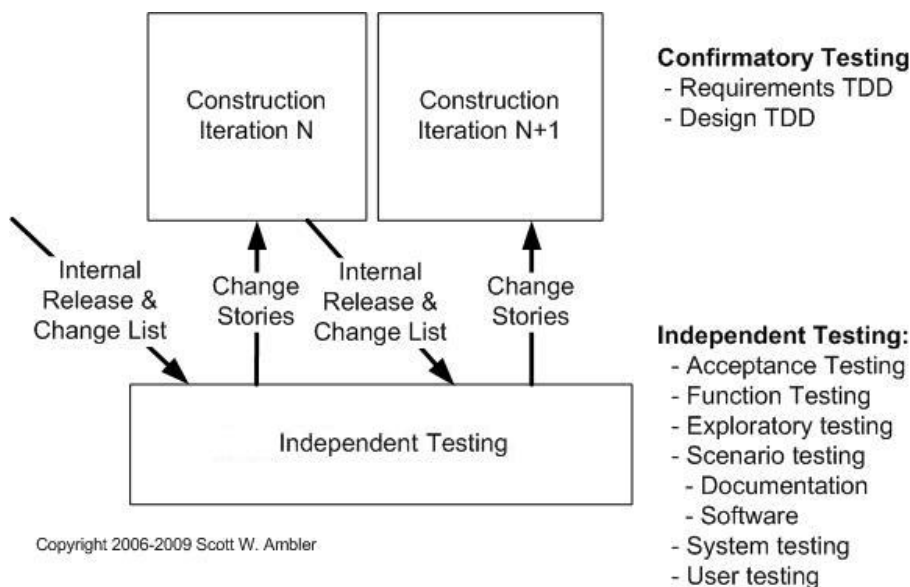 Construction
Iteration N
Construction
Iteration N+1
Confirmatory Testing
- Requirements TDD
- Design TDD
Internal
Release &
Change List
Change
Stories
Internal
Release &
Change List
Change
Stories
Independent Testing
Independent Testing:
- Acceptance Testing
- Function Testing
- Exploratory testing
- Scenario testing
- Documentation
- Software
- System testing
- User testing
Copyright 2006-2009 Scott W. Ambler